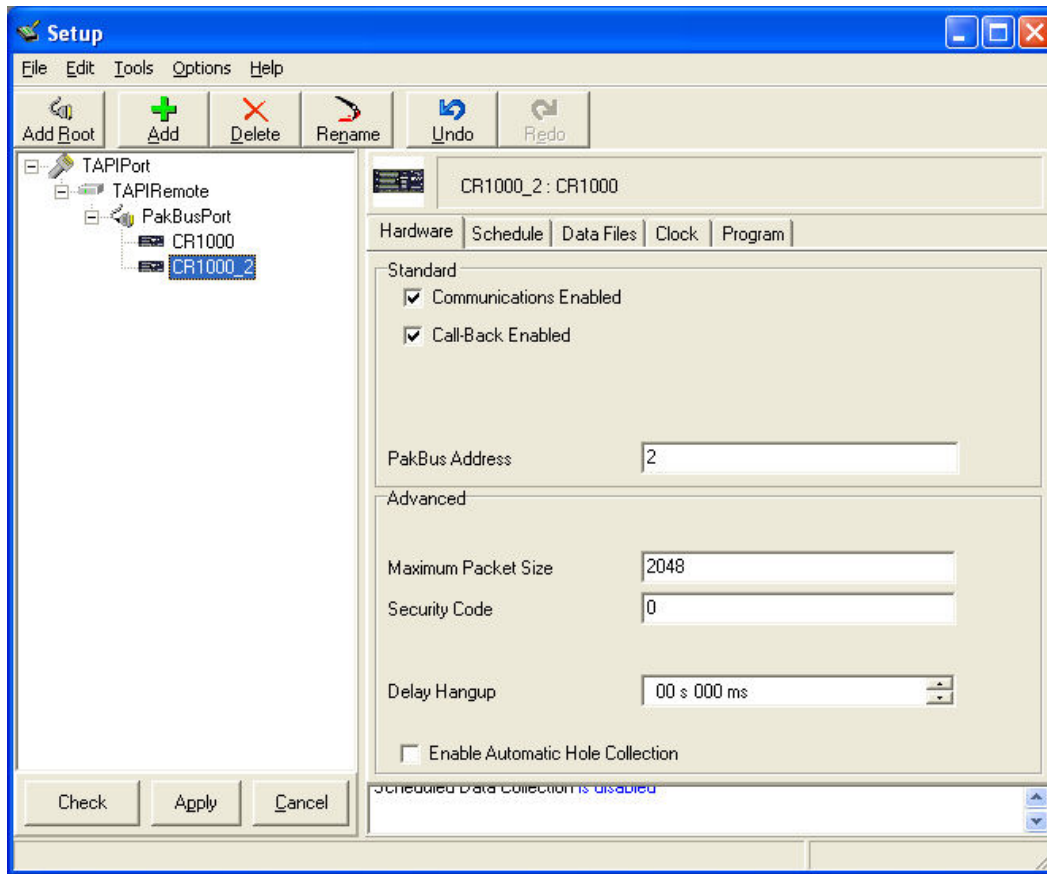 Setup
File Edit Tools Options Help
Add Root Add Delete Rename Undo Redo
TAPIPort
TAPIRemote
PakBusPort
CR1000
CR1000_2
CR1000_2 : CR1000
Hardware Schedule Data Files Clock Program
Standard
Communications Enabled
Call-Back Enabled
PakBus Address 2
Advanced
Maximum Packet Size 2048
Security Code 0
Delay Hangup 00 s 000 ms
Enable Automatic Hole Collection
Scheduled Data Collection is disabled
Check Apply Cancel